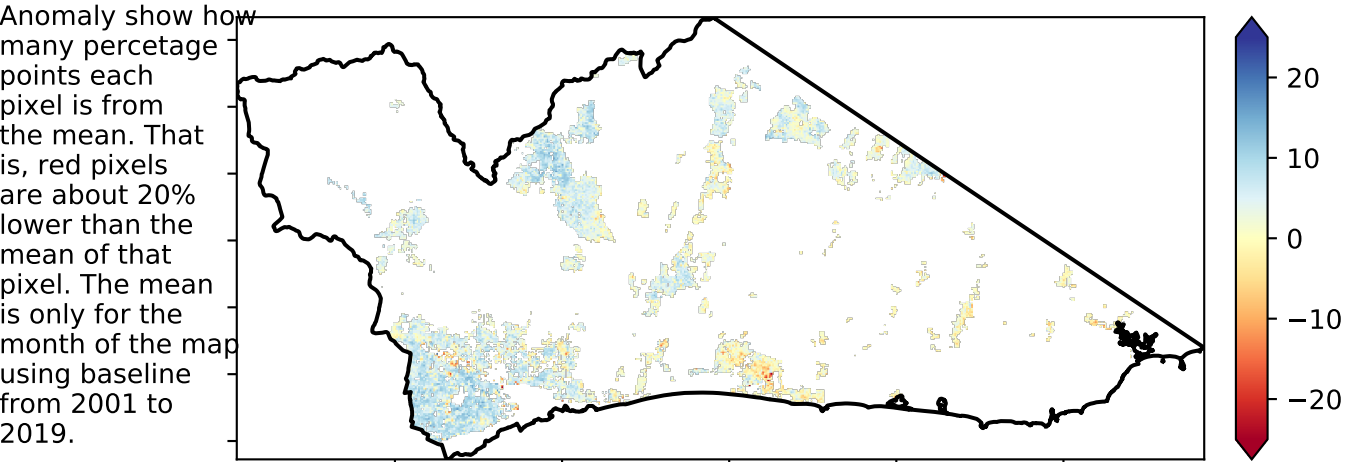 Anomaly show how
many percetage
points each
pixel is from
the mean. That
is, red pixels
are about 20%
lower than the
mean of that
pixel. The mean
is only for the
month of the map
using baseline
from 2001 to
2019.
20
10
0
−10
−20